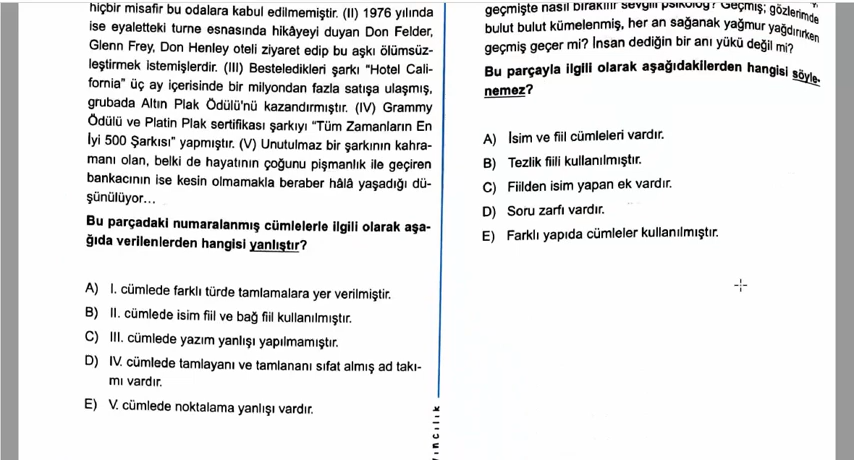 hiçbir misafir bu odalara kabul edilmemiştir. (II) 1976 yılında
ise eyaletteki turne esnasında hikâyeyi duyan Don Felder,
Glenn Frey, Don Henley oteli ziyaret edip bu aşkı ölümsüz-
leştirmek istemişlerdir. (III) Besteledikleri şarkı "Hotel Cali-
fornia" üç ay içerisinde bir milyondan fazla satışa ulaşmış,
grubada Altın Plak Ödülü'nü kazandırmıştır. (IV) Grammy
Ödülü ve Platin Plak sertifikası şarkıyı "Tüm Zamanların En
İyi 500 Şarkısı" yapmıştır. (V) Unutulmaz bir şarkının kahra-
manı olan, belki de hayatının çoğunu pişmanlık ile geçiren
bankacının ise kesin olmamakla beraber hâlâ yaşadığı dü-
şünülüyor...
Bu parçadaki numaralanmış cümlelerle ilgili olarak aşa-
ğıda verilenlerden hangisi yanlıştır?
A) I. cümlede farklı türde tamlamalara yer verilmiştir.
B) II. cümlede isim fiil ve bağ fiil kullanılmıştır.
C) III. cümlede yazım yanlışı yapılmamıştır.
D) IV. cümlede tamlayanı ve tamlananı sıfat almış ad takı-
mı vardır.
E) V. cümlede noktalama yanlışı vardır.
geçmişte nasıl bırakılır sevgili psikolog? Geçmiş; gözlerimde
bulut bulut kümelenmiş, her an sağanak yağmur yağdırırken
geçmiş geçer mi? İnsan dediğin bir anı yükü değil mi?
Bu parçayla ilgili olarak aşağıdakilerden hangisi söyle-
nemez?
A) İsim ve fiil cümleleri vardır.
B) Tezlik fiili kullanılmıştır.
C) Fiilden isim yapan ek vardır.
D) Soru zarfı vardır.
E) Farklı yapıda cümleler kullanılmıştır.